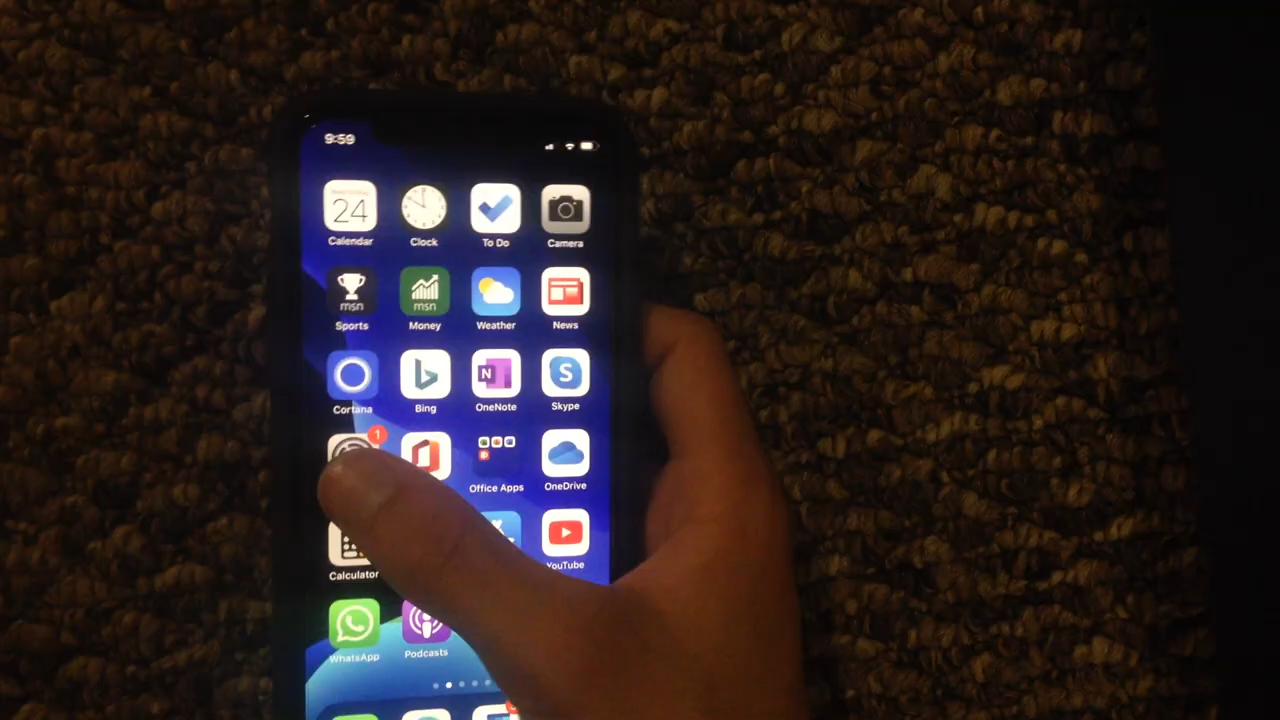 9:59
24
Calendar Clock To Do Camera
msn msn
Sports Money Weather News
N S
Cortana Bing OneNote Skype
1
Office Apps OneDrive
YouTube
Calculator
WhatsApp Podcasts